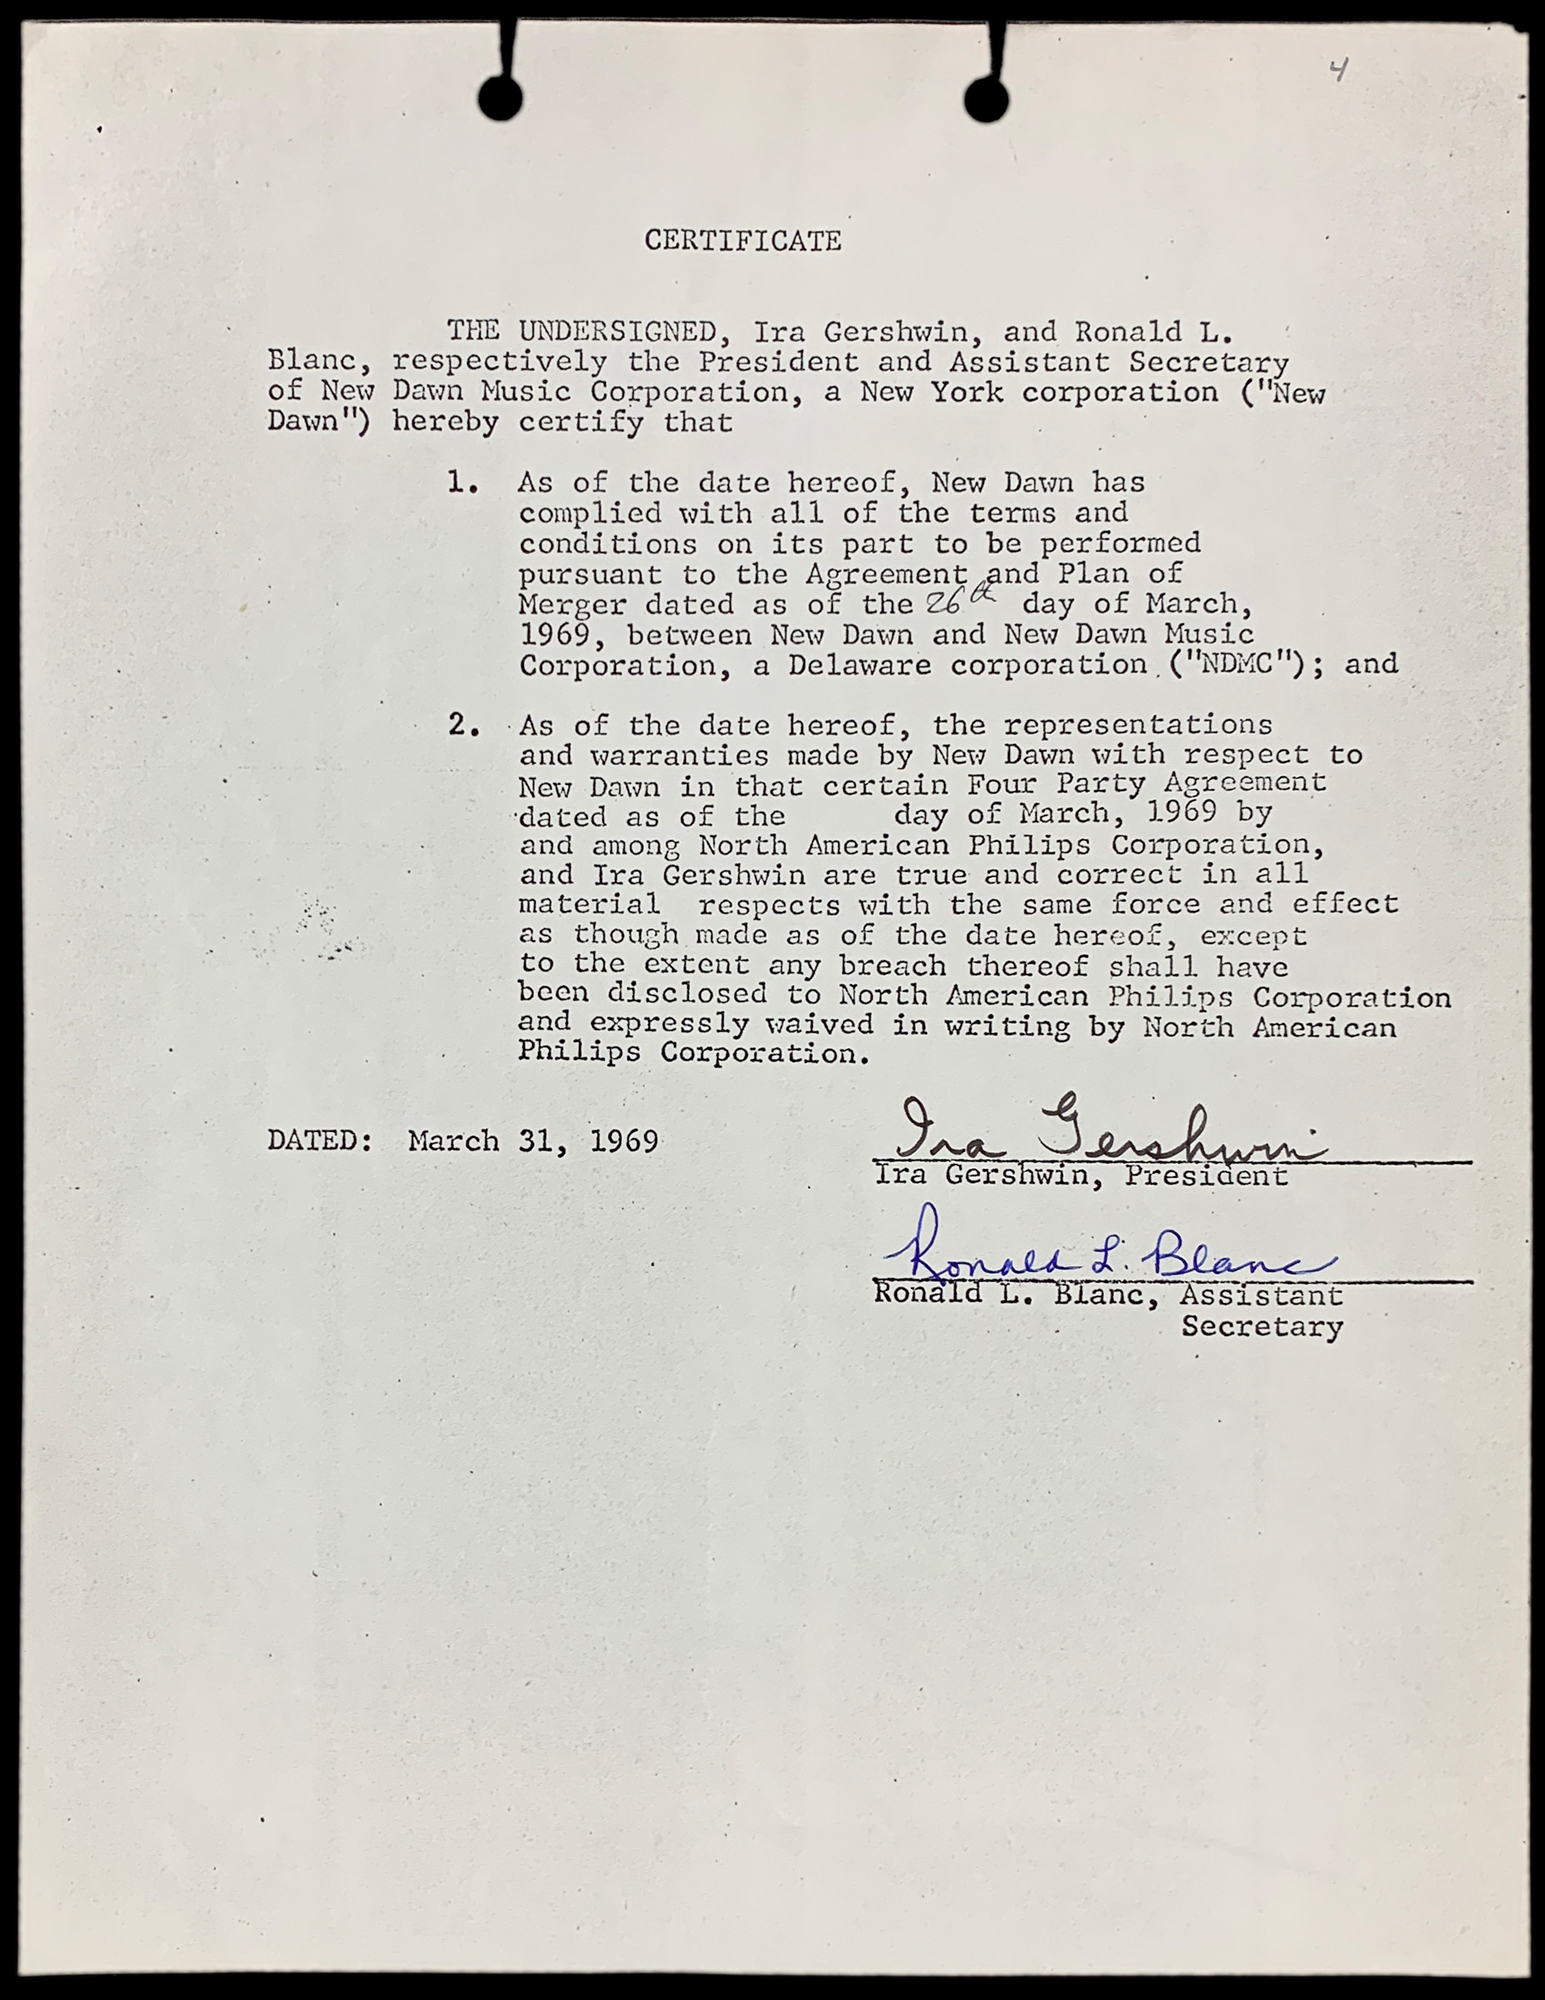 4
CERTIFICATE
THE UNDERSIGNED, Ira Gershwin, and Ronald L.
Blanc, respectively the President and Assistant Secretary
of New Dawn Music Corporation, a New York corporation ("New
Dawn") hereby certify that
1. As of the date hereof, New Dawn has
complied with all of the terms and
conditions on its part to be performed
pursuant to the Agreement and Plan of
Merger dated as of the 26th day of March,
1969, between New Dawn and New Dawn Music
Corporation, a Delaware corporation ("NDMC"); and
2. As of the date hereof, the representations
and warranties made by New Dawn with respect to
New Dawn in that certain Four Party Agreement
dated as of the day of March, 1969 by
and among North American Philips Corporation,
and Ira Gershwin are true and correct in all
material respects with the same force and effect
as though made as of the date hereof, except
to the extent any breach thereof shall have
been disclosed to North American Philips Corporation
and expressly waived in writing by North American
Philips Corporation.
DATED: March 31, 1969
Ira Gershwin
Ira Gershwin, President
Ronald L. Blanc
Ronald L. Blanc, Assistant
Secretary